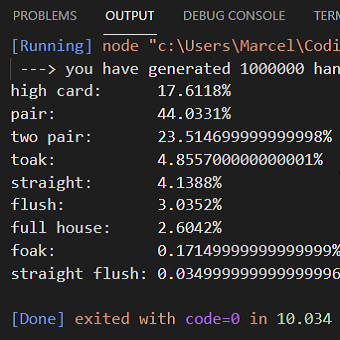 PROBLEMS OUTPUT DEBUG CONSOLE
[Running] node "c:\Users\Marcel\Codi
---> you have generated 1000000 han
high card: 17.6118%
pair: 44.0331%
two pair: 23.514699999999998%
toak: 4.855700000000001%
straight: 4.1388%
flush: 3.0352%
full house: 2.6042%
foak: 0.17149999999999999%
straight flush: 0.034999999999999996
[Done] exited with code=0 in 10.034